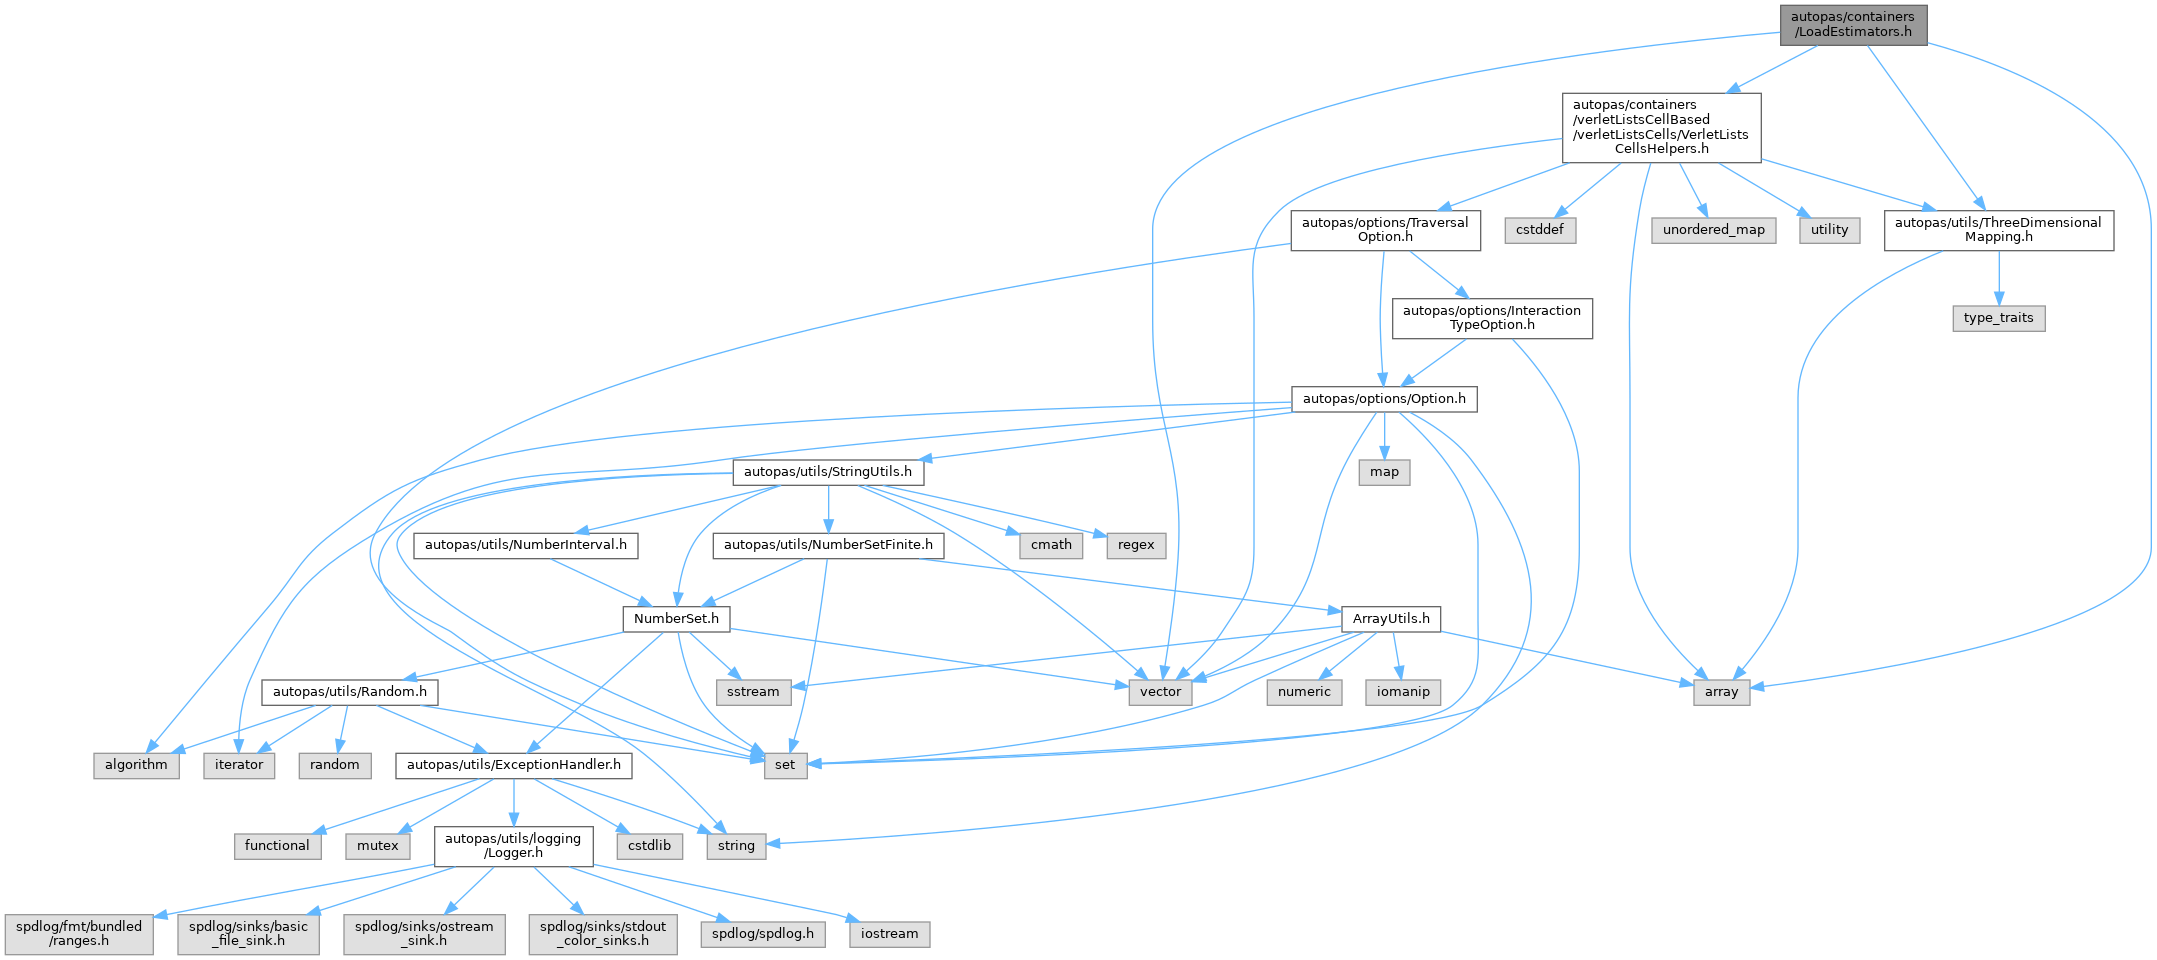 autopas/containers
/LoadEstimators.h
autopas/containers
/verletListsCellBased
/verletListsCells/VerletLists
CellsHelpers.h
autopas/options/Traversal
Option.h
cstddef
unordered_map
utility
autopas/utils/ThreeDimensional
Mapping.h
autopas/options/Interaction
TypeOption.h
type_traits
autopas/options/Option.h
autopas/utils/StringUtils.h
map
autopas/utils/NumberInterval.h
autopas/utils/NumberSetFinite.h
cmath
regex
NumberSet.h
ArrayUtils.h
autopas/utils/Random.h
sstream
vector
numeric
iomanip
array
algorithm
iterator
random
autopas/utils/ExceptionHandler.h
set
functional
mutex
autopas/utils/logging
/Logger.h
cstdlib
string
spdlog/fmt/bundled
/ranges.h
spdlog/sinks/basic
_file_sink.h
spdlog/sinks/ostream
_sink.h
spdlog/sinks/stdout
_color_sinks.h
spdlog/spdlog.h
iostream